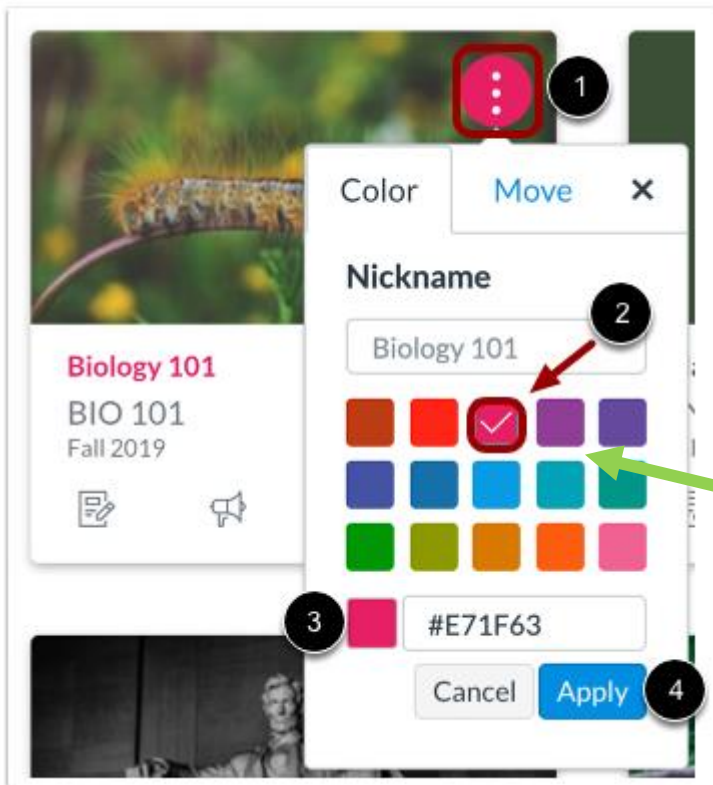 1
Color
Move
×
Nickname
2
Biology 101
Biology 101
BIO 101
Fall 2019
3
#E71F63
Cancel
Apply
4